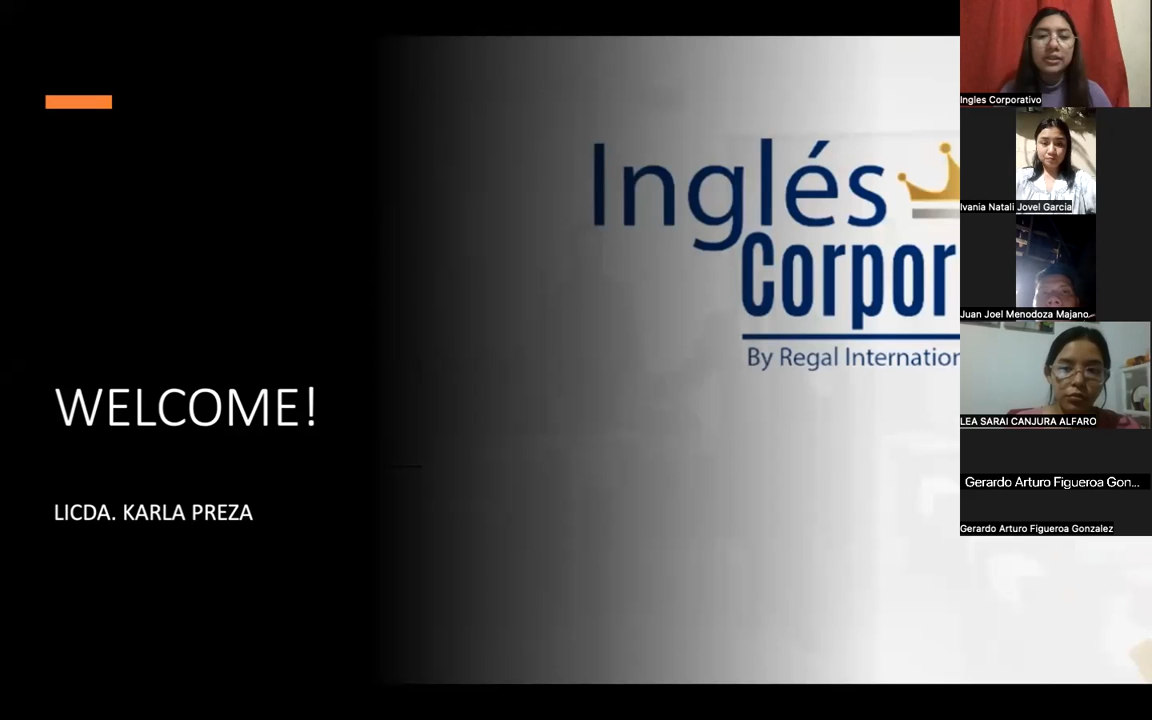 WELCOME!
LICDA. KARLA PREZA
Inglés
Corpor
By Regal Internation
Ingles Corporativo
Ivania Natali Jovel Garcia
Juan Joel Menodoza Majano
LEA SARAI CANJURA ALFARO
Gerardo Arturo Figueroa Gon...
Gerardo Arturo Figueroa Gonzalez